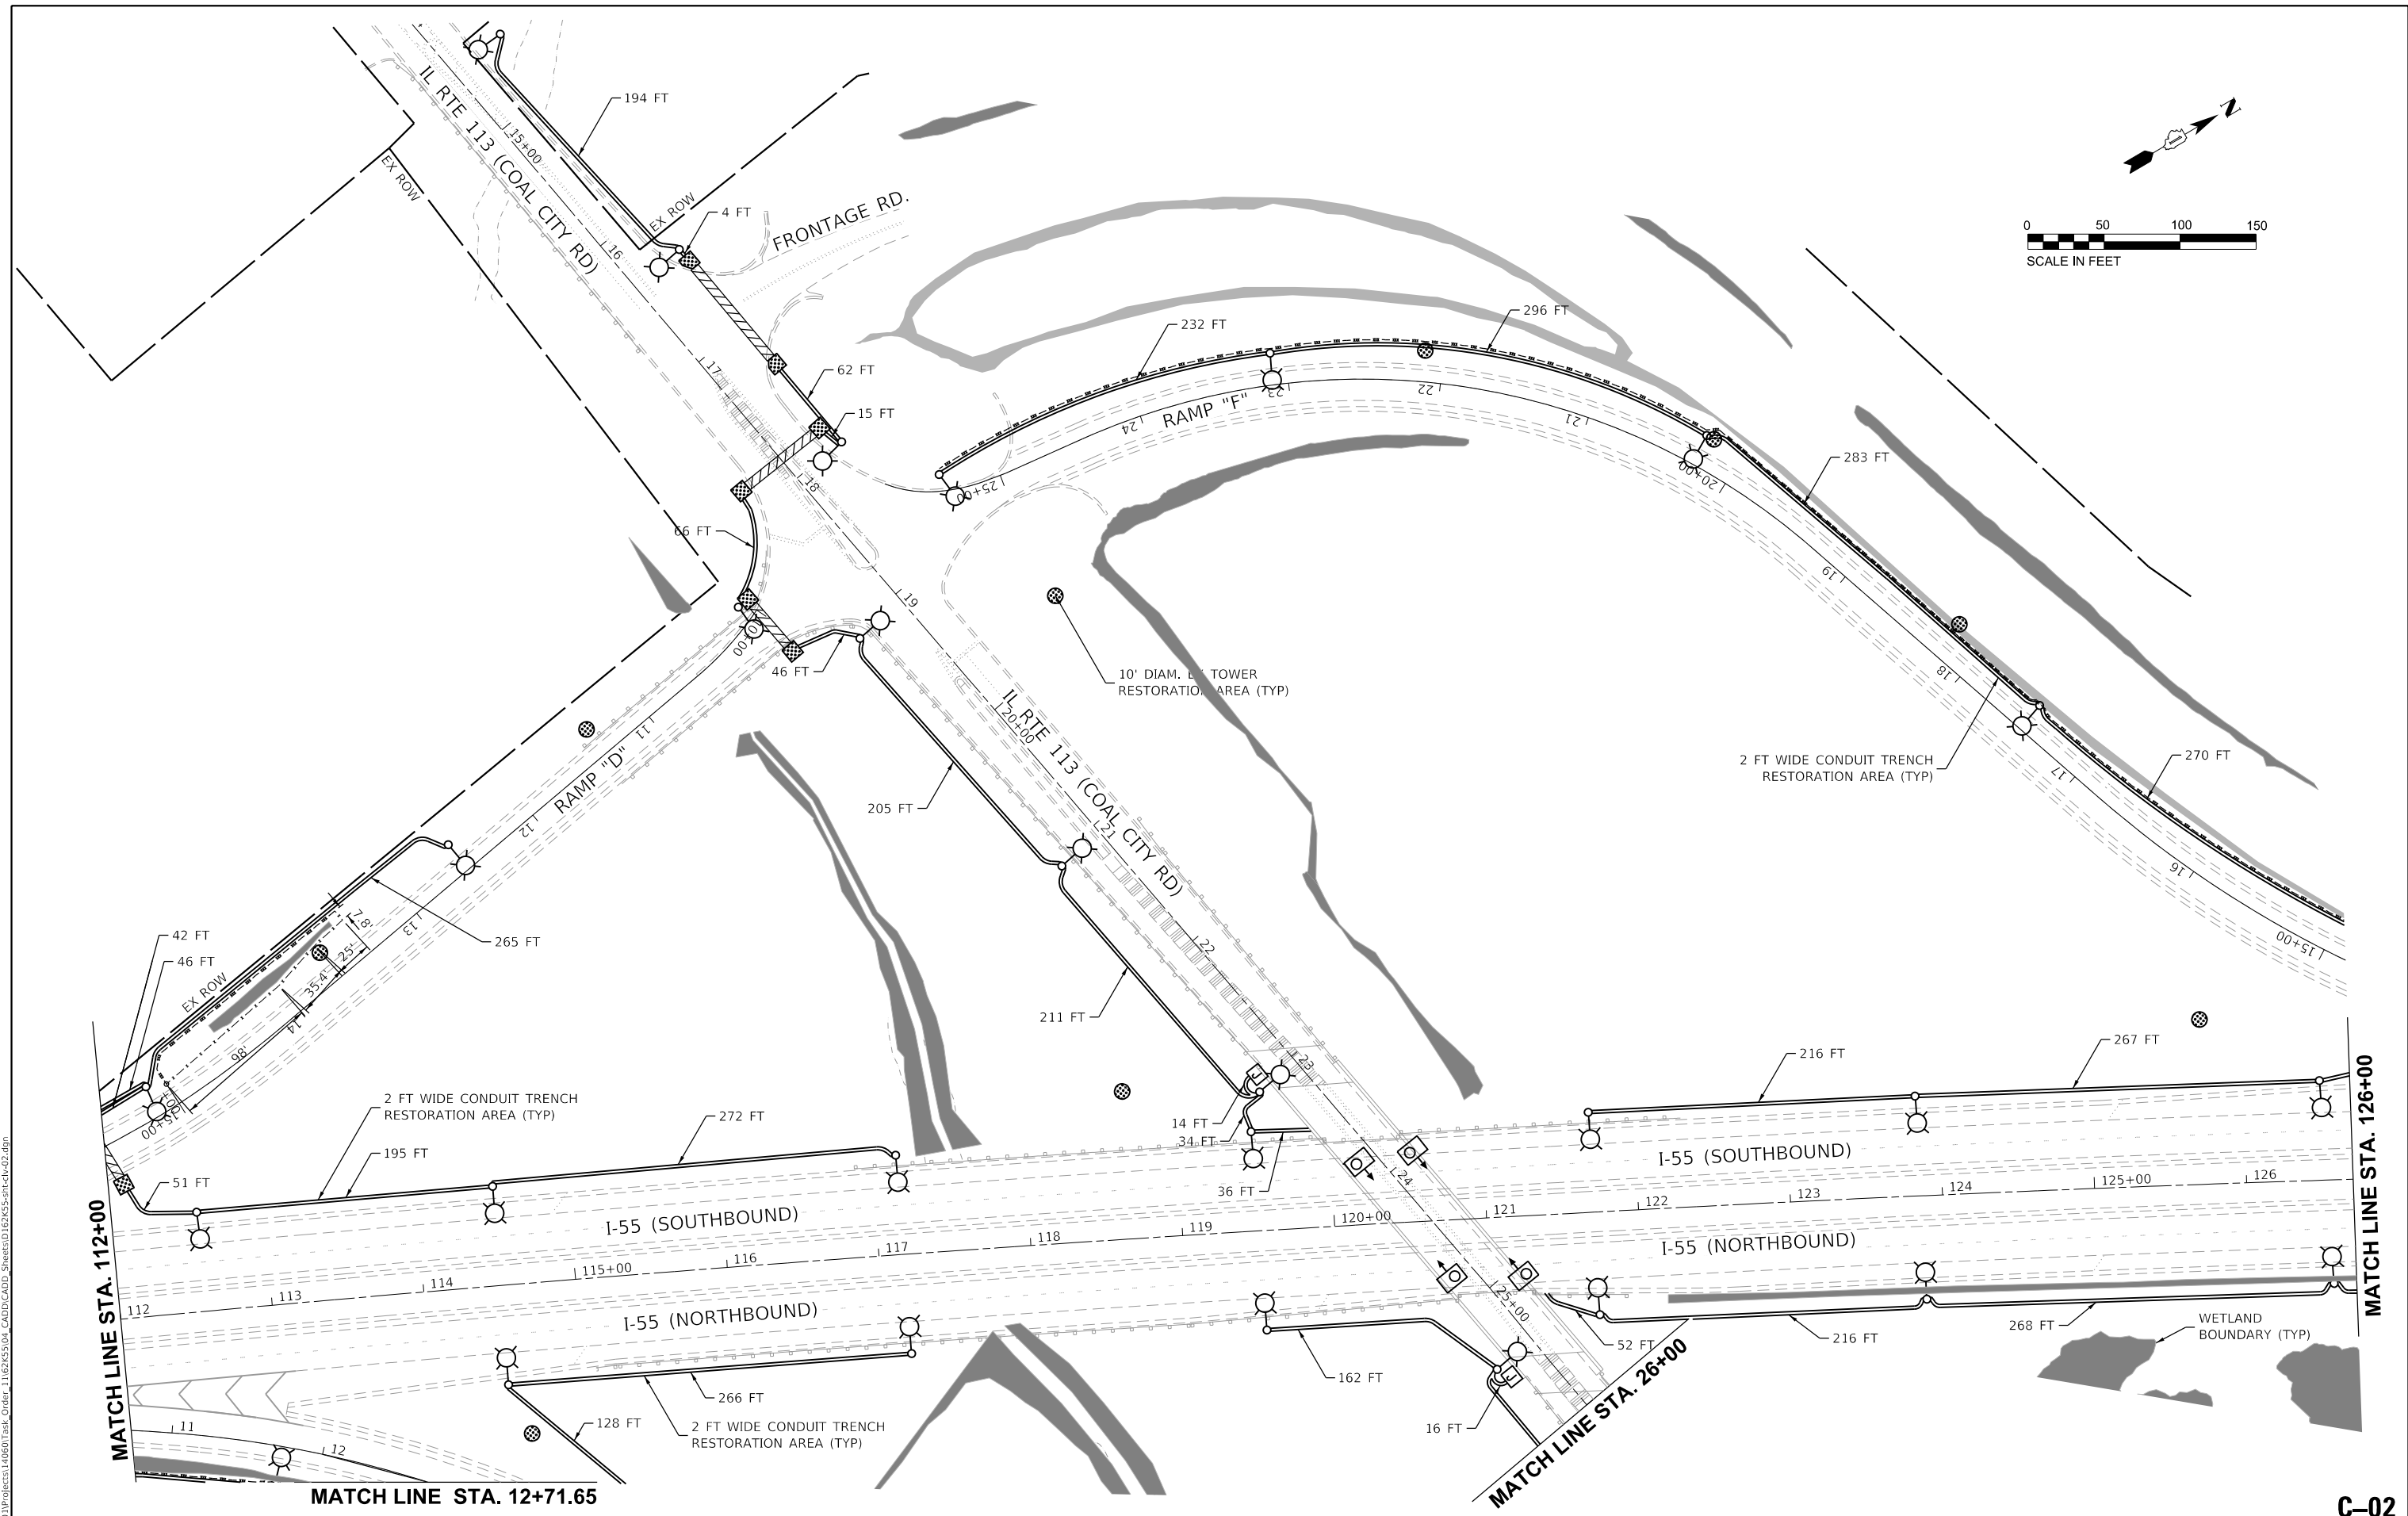 194 FT
15+00
IL RTE 113 (COAL CITY RD)
EX ROW
EX ROW
4 FT
FRONTAGE RD.
16
N
0 50 100 150
SCALE IN FEET
17
62 FT
15 FT
18
232 FT
296 FT
RAMP "F"
25+00
24
23
22
21
20+00
283 FT
19
18
17
16
15+00
270 FT
2 FT WIDE CONDUIT TRENCH
RESTORATION AREA (TYP)
66 FT
19
46 FT
10' DIAM. TOWER
RESTORATION AREA (TYP)
IL RTE 113 (COAL CITY RD)
20+00
21
22
23
24
25+00
205 FT
211 FT
RAMP "D"
11
12
13
14
15+00
265 FT
7.8'
25'
35.4'
98'
42 FT
46 FT
EX ROW
2 FT WIDE CONDUIT TRENCH
RESTORATION AREA (TYP)
195 FT
51 FT
272 FT
14 FT
34 FT
36 FT
J
216 FT
267 FT
I-55 (SOUTHBOUND)
I-55 (SOUTHBOUND)
112
113
114
115+00
116
117
118
119
120+00
121
122
123
124
125+00
126
I-55 (NORTHBOUND)
I-55 (NORTHBOUND)
MATCH LINE STA. 112+00
MATCH LINE STA. 126+00
11
12
128 FT
266 FT
2 FT WIDE CONDUIT TRENCH
RESTORATION AREA (TYP)
162 FT
16 FT
J
52 FT
216 FT
268 FT
WETLAND
BOUNDARY (TYP)
MATCH LINE STA. 26+00
MATCH LINE STA. 12+71.65
C-02